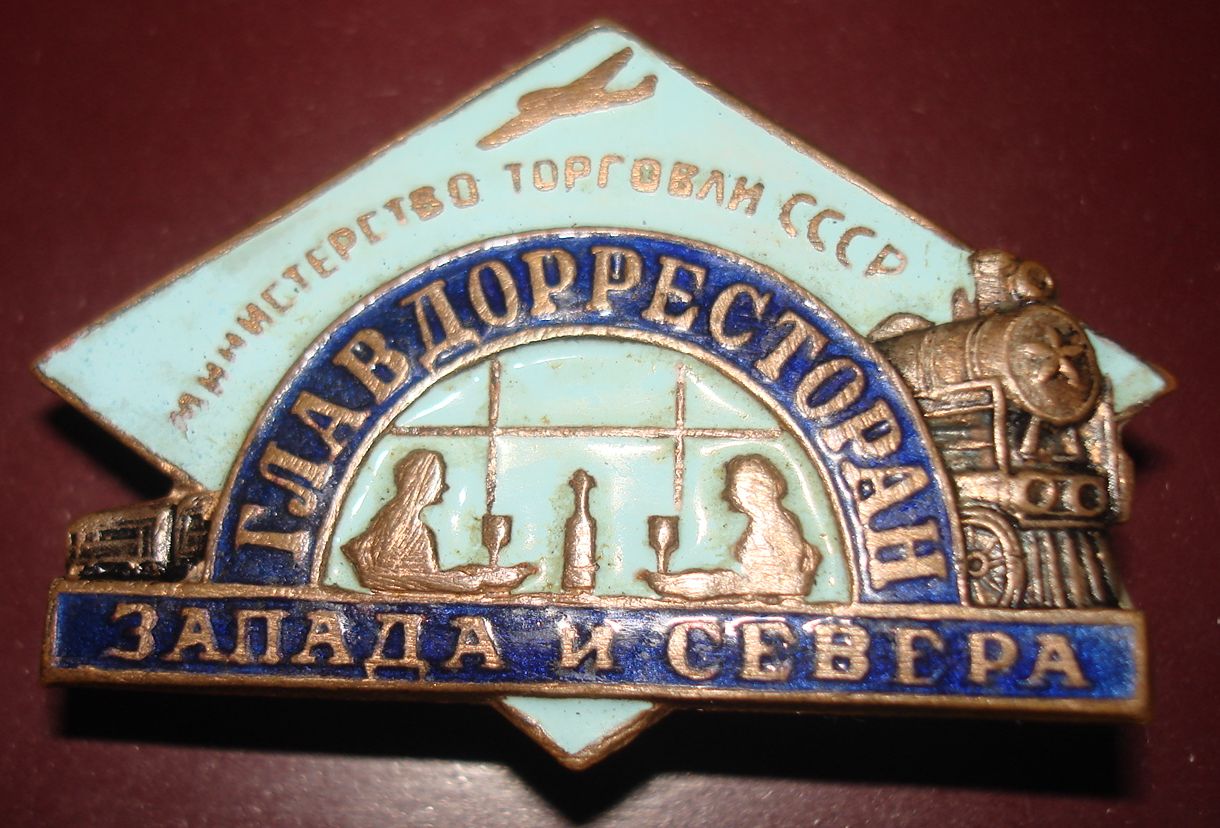 МИНИСТЕРСТВО ТОРГОВЛИ СССР
ГЛАВДОРРЕСТОРАН
ЗАПАДА И СЕВЕРА